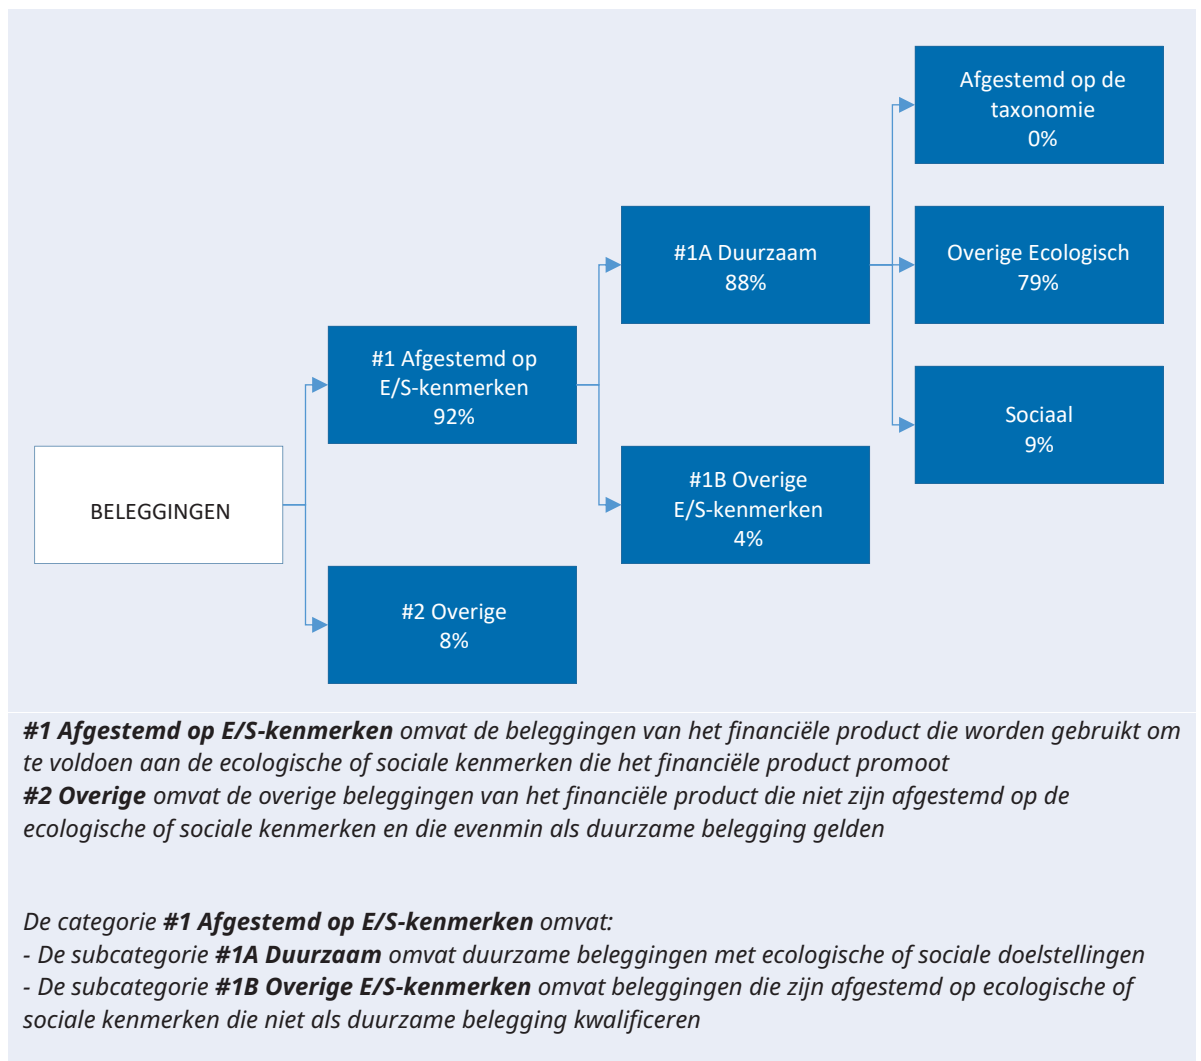 BELEGGINGEN
#1 Afgestemd op
E/S-kenmerken
92%
#2 Overige
8%
#1A Duurzaam
88%
#1B Overige
E/S-kenmerken
4%
Afgestemd op de
taxonomie
0%
Overige Ecologisch
79%
Sociaal
9%
#1 Afgestemd op E/S-kenmerken omvat de beleggingen van het financiële product die worden gebruikt om
te voldoen aan de ecologische of sociale kenmerken die het financiële product promoot
#2 Overige omvat de overige beleggingen van het financiële product die niet zijn afgestemd op de
ecologische of sociale kenmerken en die evenmin als duurzame belegging gelden
De categorie #1 Afgestemd op E/S-kenmerken omvat:
- De subcategorie #1A Duurzaam omvat duurzame beleggingen met ecologische of sociale doelstellingen
- De subcategorie #1B Overige E/S-kenmerken omvat beleggingen die zijn afgestemd op ecologische of
sociale kenmerken die niet als duurzame belegging kwalificeren